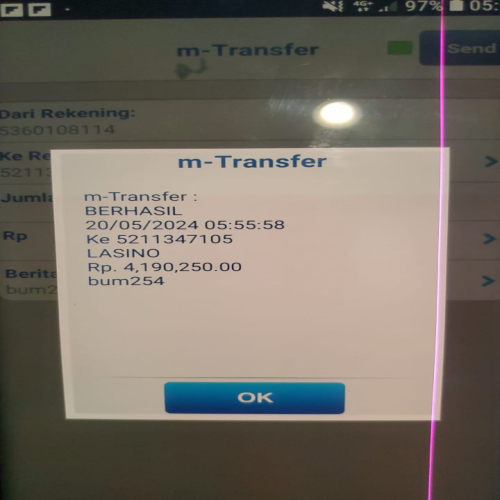 4G+ 97% 05:
m-Transfer
Send
Dari Rekening:
5360108114
Ke Re
5211
Jumla
Rp
Berita
bum2
m-Transfer
m-Transfer :
BERHASIL
20/05/2024 05:55:58
Ke 5211347105
LASINO
Rp. 4,190,250.00
bum254
OK